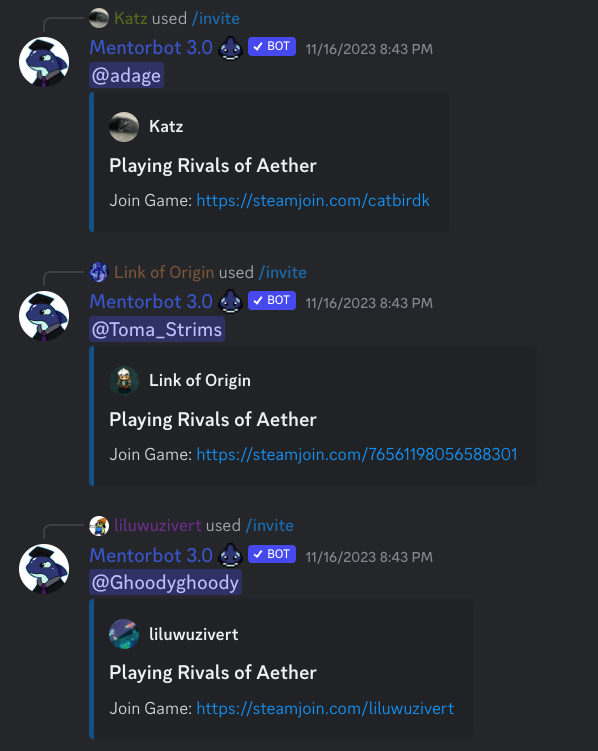 Katz used /invite
Mentorbot 3.0 ✓ BOT 11/16/2023 8:43 PM
@adage
Katz
Playing Rivals of Aether
Join Game: https://steamjoin.com/catbirdk
Link of Origin used /invite
Mentorbot 3.0 ✓ BOT 11/16/2023 8:43 PM
@Toma_Strims
Link of Origin
Playing Rivals of Aether
Join Game: https://steamjoin.com/76561198056588301
liluwuzivert used /invite
Mentorbot 3.0 ✓ BOT 11/16/2023 8:43 PM
@Ghoodyghoody
liluwuzivert
Playing Rivals of Aether
Join Game: https://steamjoin.com/liluwuzivert